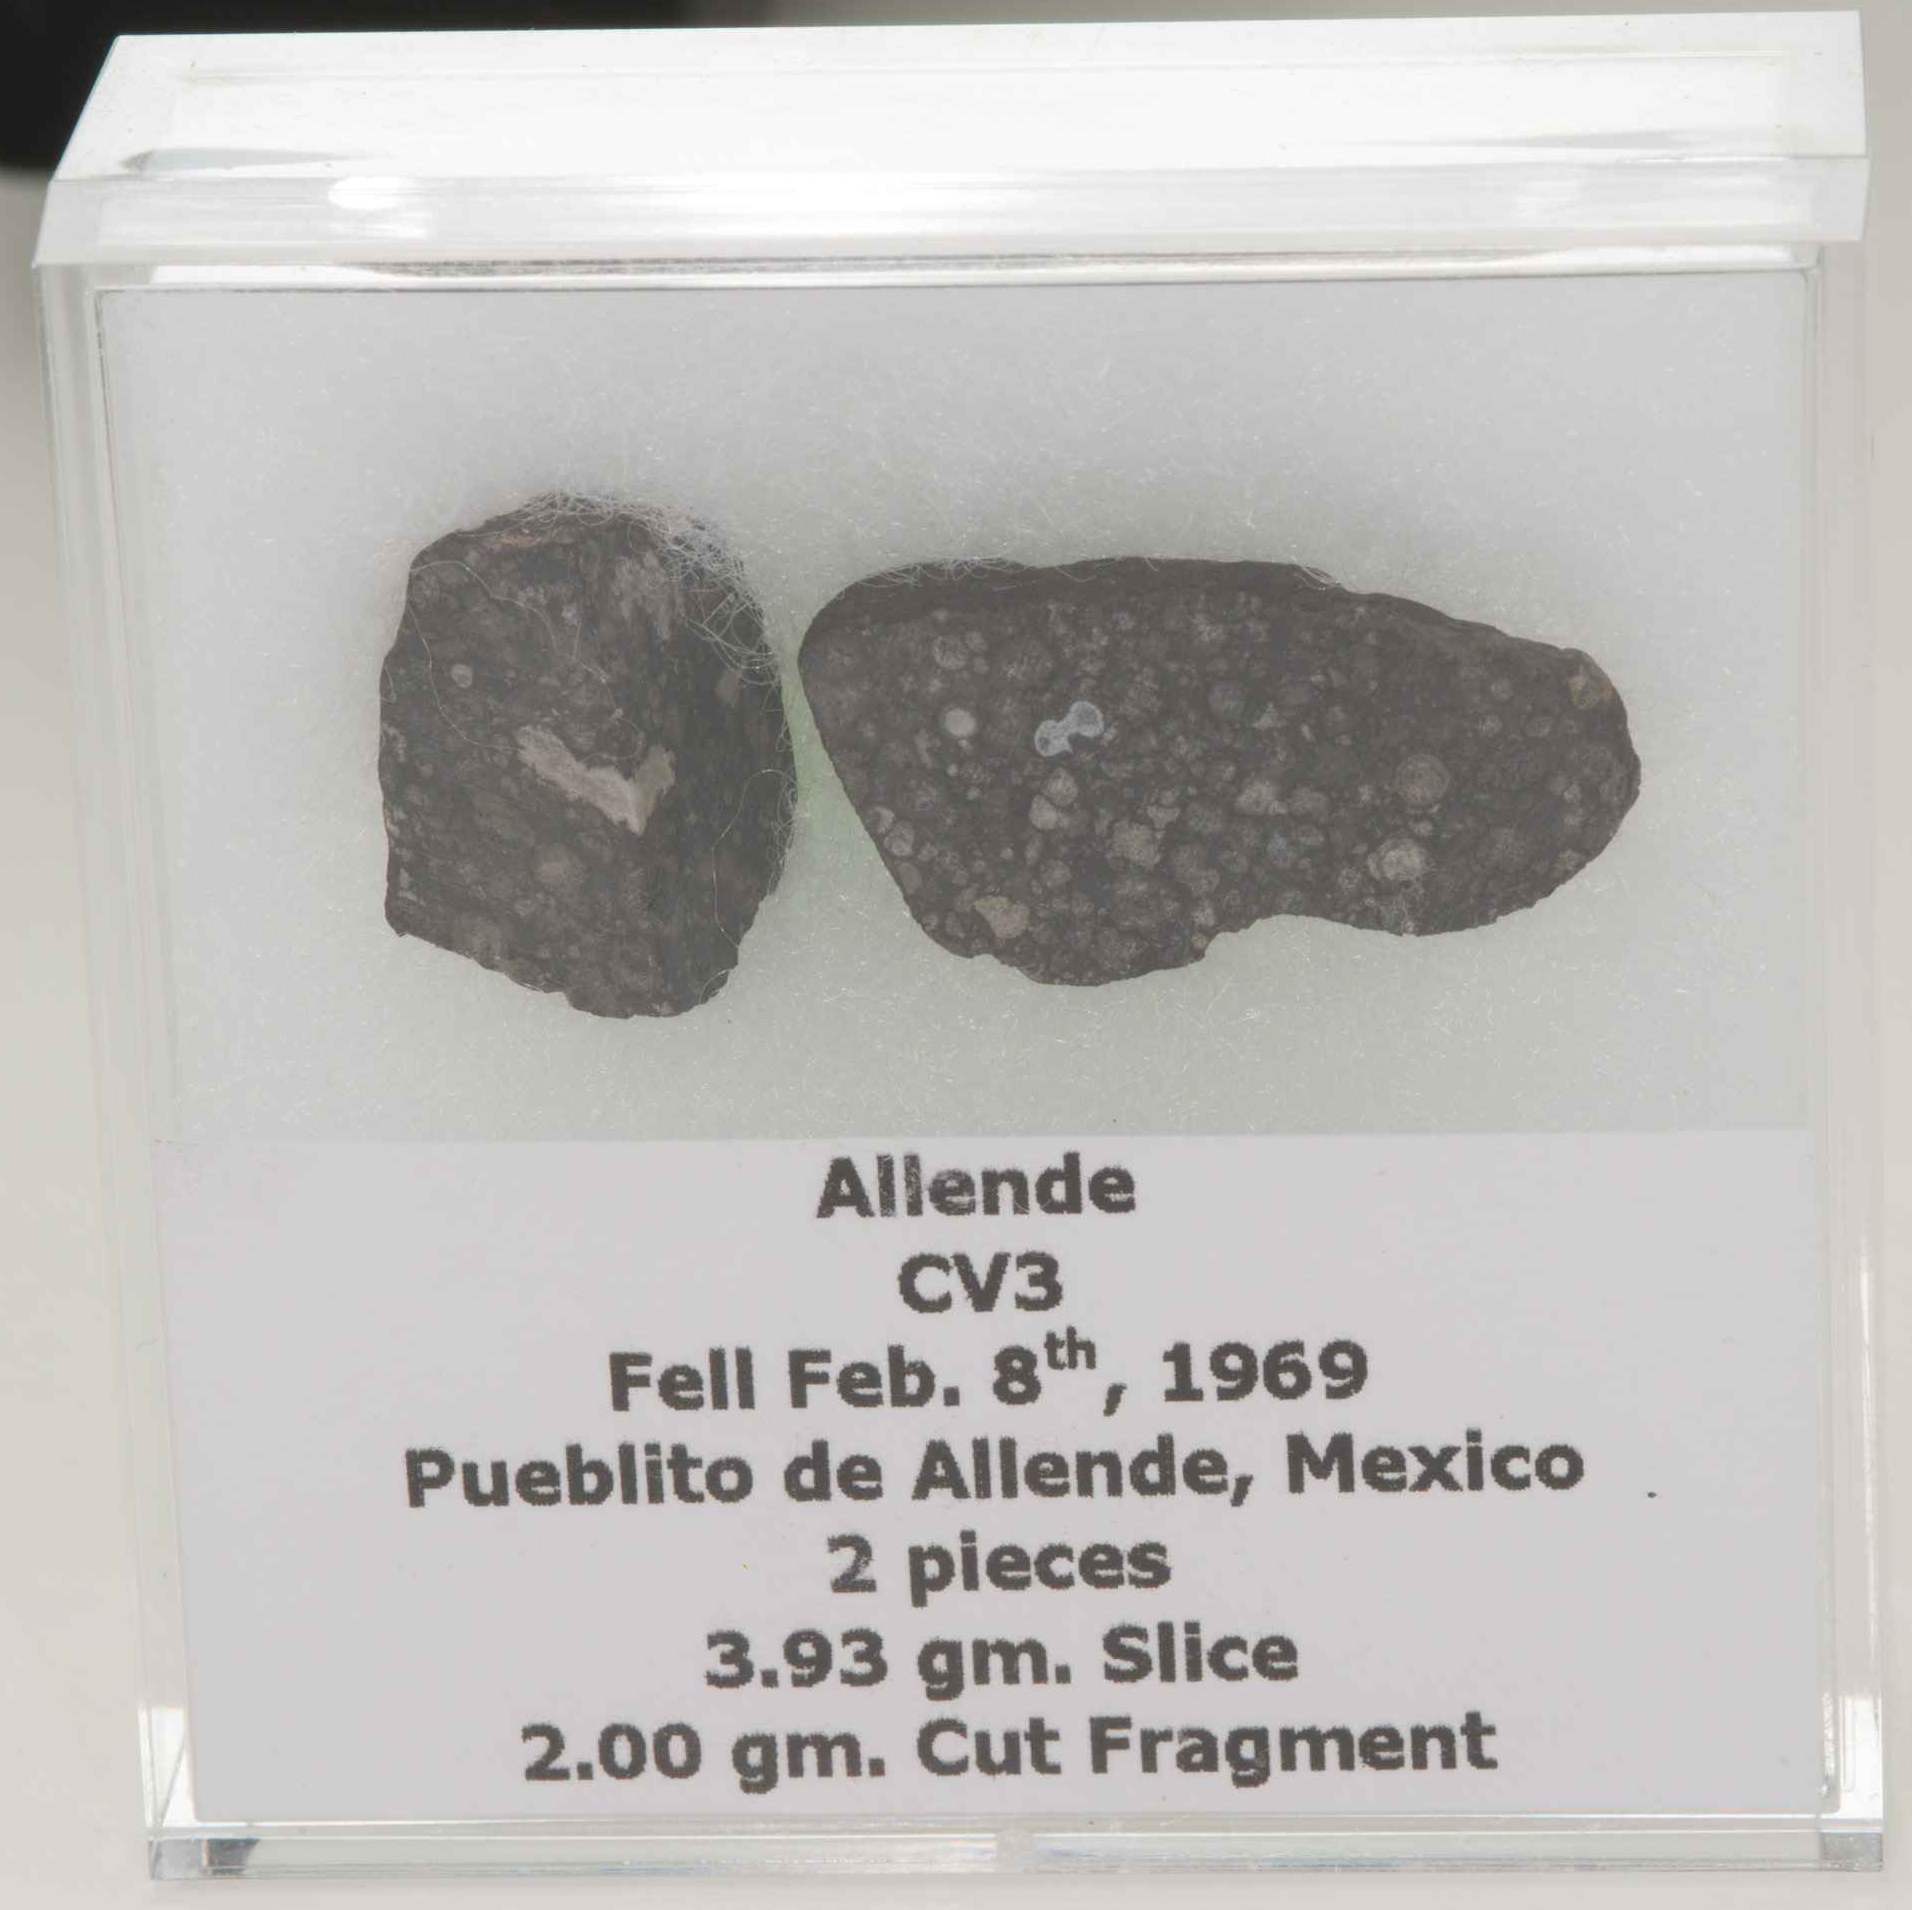 Allende
CV3
Fell Feb. 8th, 1969
Pueblito de Allende, Mexico
2 pieces
3.93 gm. Slice
2.00 gm. Cut Fragment